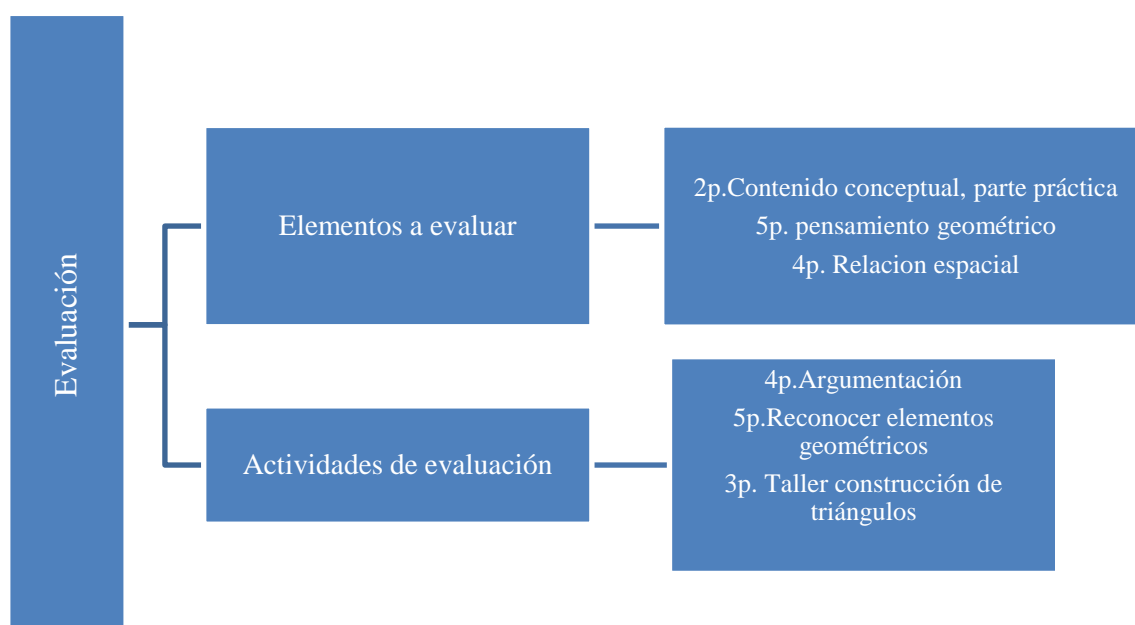 Evaluación
Elementos a evaluar
2p.Contenido conceptual, parte práctica
5p. pensamiento geométrico
4p. Relacion espacial
Actividades de evaluación
4p.Argumentación
5p.Reconocer elementos
geométricos
3p. Taller construcción de
triángulos